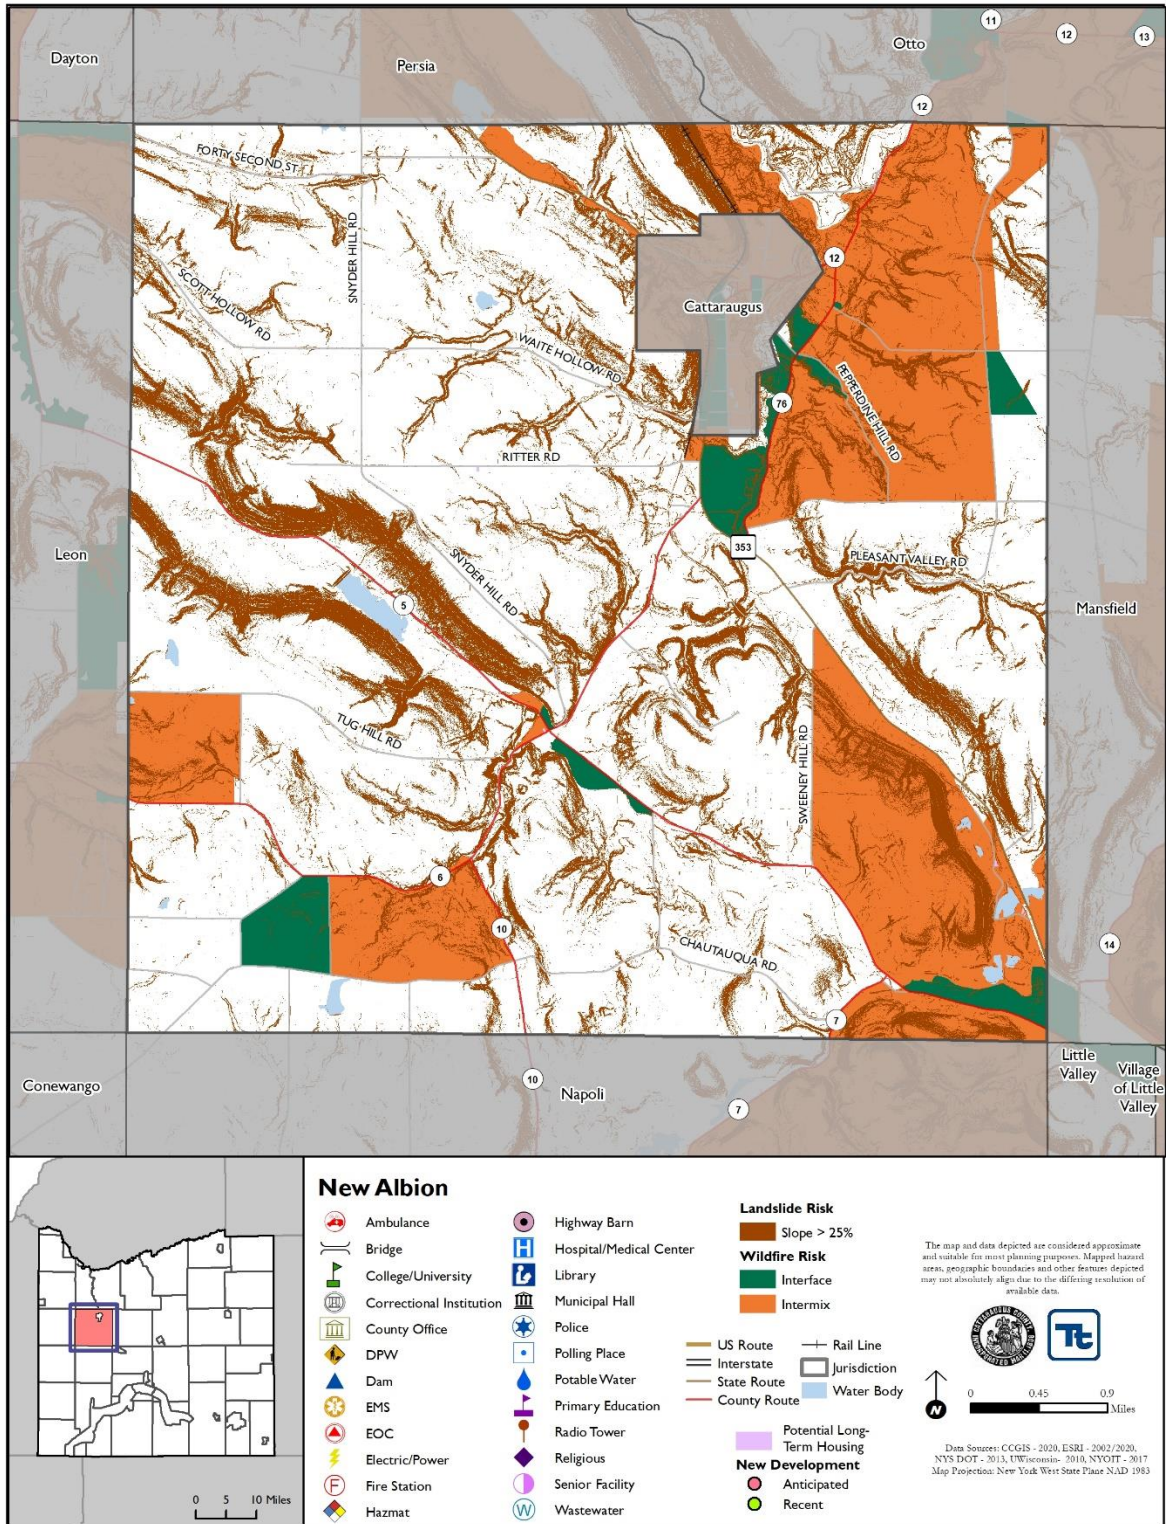 11
12
13
Dayton
Persia
Otto
12
FORTY SECOND ST
SNYDER HILL RD
SCOTT HOLLOW RD
12
Cattaraugus
WAITE HOLLOW RD
PEPPERDINE HILL RD
76
RITTER RD
353
Leon
SNYDER HILL RD
PLEASANT VALLEY RD
5
Mansfield
TUG HILL RD
SWEENEY HILL RD
6
10
CHAUTAUQUA RD
14
7
Conewango
10
Napoli
7
Little
Valley
Village
of Little
Valley
New Albion
Ambulance
Bridge
College/University
Correctional Institution
County Office
DPW
Dam
EMS
EOC
Electric/Power
Fire Station
Hazmat
Highway Barn
Hospital/Medical Center
Library
Municipal Hall
Police
Polling Place
Potable Water
Primary Education
Radio Tower
Religious
Senior Facility
Wastewater
F
H
W
Landslide Risk
Slope > 25%
Wildfire Risk
Interface
Intermix
US Route
Interstate
State Route
County Route
Rail Line
Jurisdiction
Water Body
Potential Long-
Term Housing
New Development
Anticipated
Recent
The map and data depicted are considered approximate
and suitable for most planning purposes. Mapped hazard
areas, geographic boundaries and other features depicted
may not absolutely align due to the differing resolution of
available data.
Tt
N
0 0.45 0.9
Miles
Data Sources: CCGIS - 2020, ESRI - 2002/2020,
NYS DOT - 2013, UWisconsin- 2010, NYOIT - 2017
Map Projection: New York West State Plane NAD 1983
0 5 10 Miles